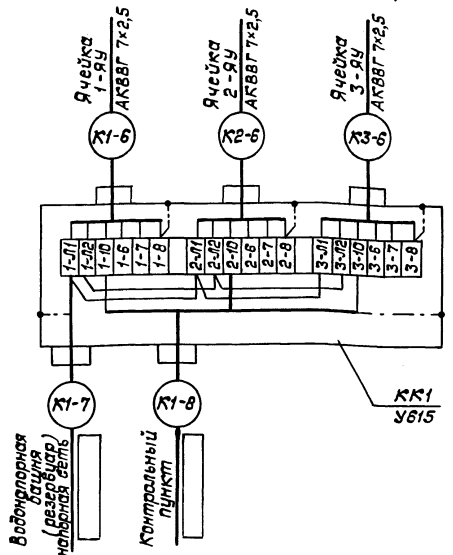 Ячейка
1-ЯУ
АКВВГ 7×2,5
Ячейка
2-ЯУ
АКВВГ 7×2,5
Ячейка
3-ЯУ
АКВВГ 7×2,5
К1-6
К2-6
К3-6
1-Л1
1-Л2
1-10
1-6
1-7
1-8
2-Л1
2-Л2
2-10
2-6
2-7
2-8
3-Л1
3-Л2
3-10
3-6
3-7
3-8
К1-7
К1-8
КК1
У615
Водонапорная
башня
(резервуар)
напорная сеть
Контрольный
пункт